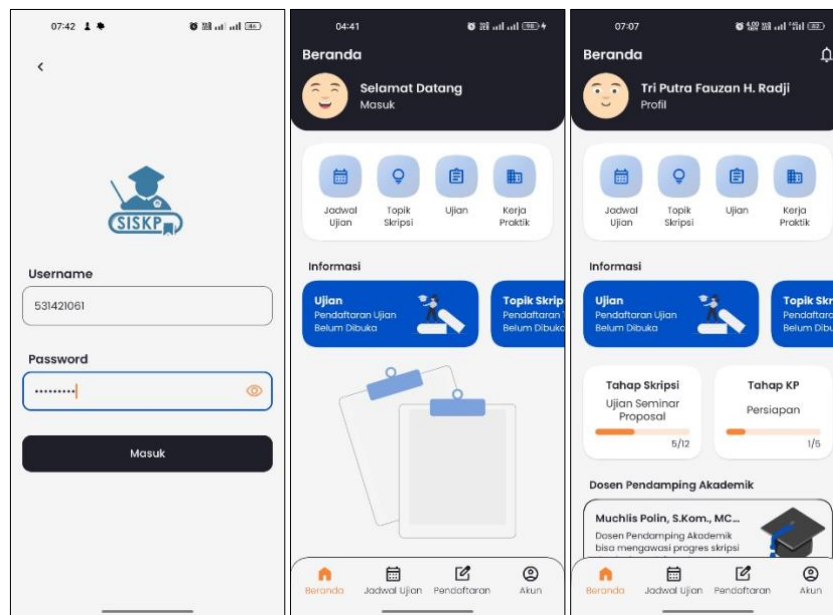 07:42
SISKP
Username
531421061
Password
Masuk
04:41
Beranda
Selamat Datang
Masuk
Jadwal Ujian
Topik Skripsi
Ujian
Kerja Praktik
Informasi
Ujian
Pendaftaran Ujian
Belum Dibuka
Topik Skrip
Pendaftaran
Belum Dibuka
Beranda
Jadwal Ujian
Pendaftaran
Akun
07:07
Beranda
Tri Putra Fauzan H. Radji
Profil
Jadwal Ujian
Topik Skripsi
Ujian
Kerja Praktik
Informasi
Ujian
Pendaftaran Ujian
Belum Dibuka
Topik Skr
Pendaftara
Belum Dibu
Tahap Skripsi
Ujian Seminar
Proposal
5/12
Tahap KP
Persiapan
1/5
Dosen Pendamping Akademik
Muchlis Polin, S.Kom., MC...
Dosen Pendamping Akademik
bisa mengawasi progres skripsi
Beranda
Jadwal Ujian
Pendaftaran
Akun